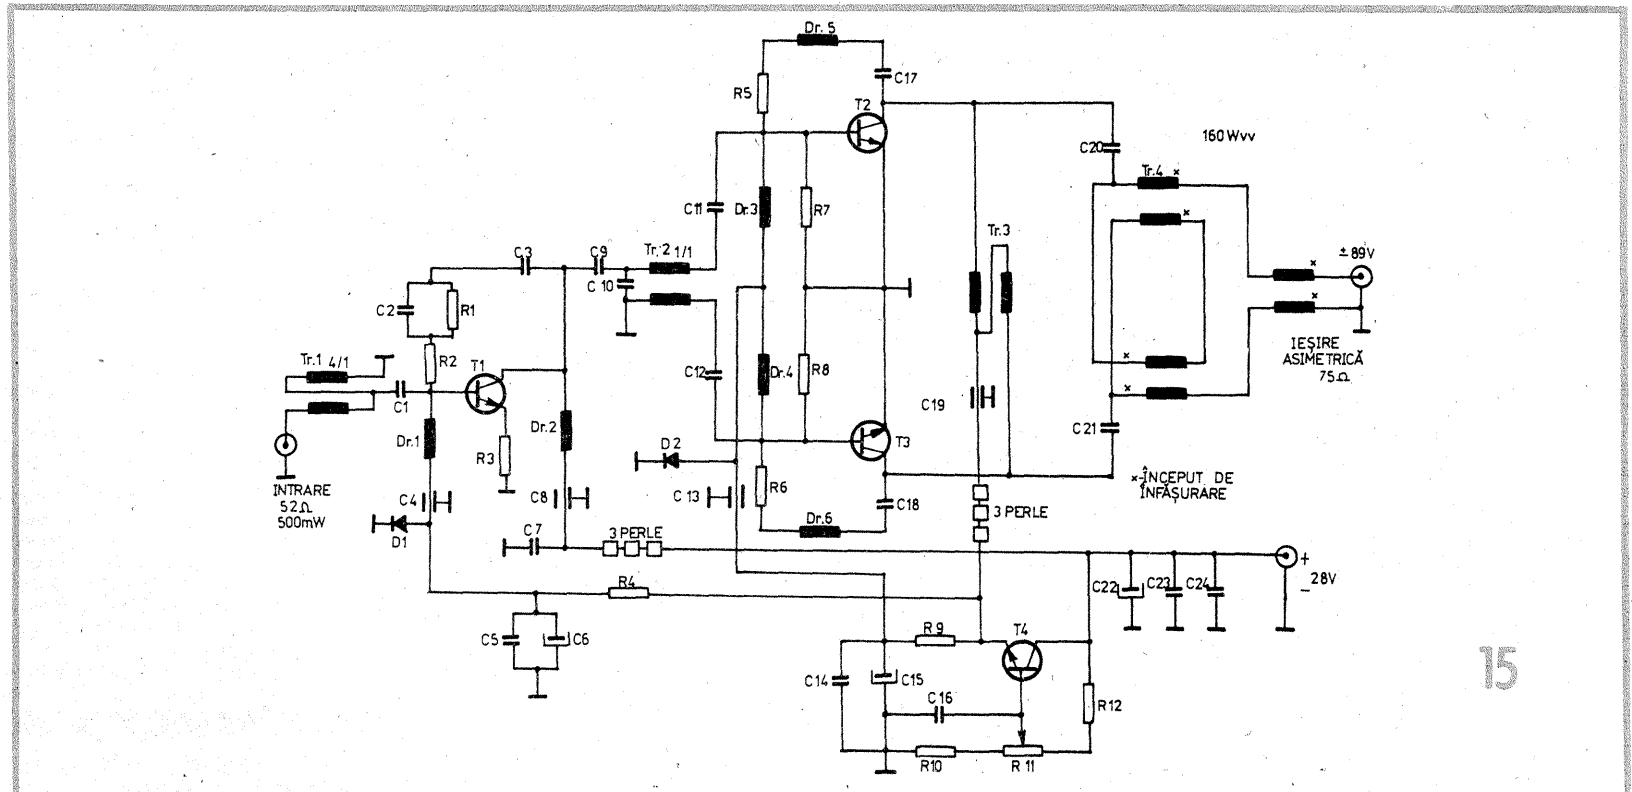 Dr. 5
C17
R5
T2
160Wvv
C20
Tr.4 x
x
C11
Dr.3
R7
C3
C9
Tr.2 1/1
Tr.3
± 89V
x
C 10
C2
R1
x
IEȘIRE
ASIMETRICĂ
75Ω
R2
T1
Tr.1 4/1
C12
Dr.4
R8
x
x
C1
C19
Dr.1
Dr.2
C21
R3
D2
T3
INTRARE
52Ω
500mW
C4
C8
C 13
R6
C18
x-ÎNCEPUT DE
ÎNFĂȘURARE
Dr.6
3 PERLE
D1
C7
3 PERLE
+
28V
-
R4
C22
C23
C24
C5
C6
R9
T4
C14
C15
C16
R12
R10
R 11
15